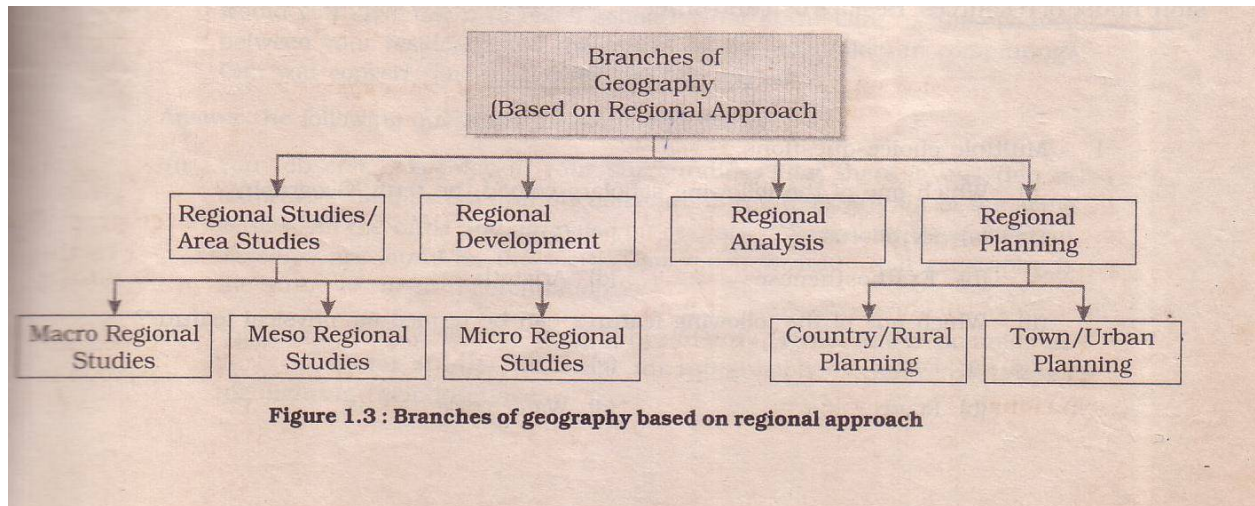 Branches of
Geography
(Based on Regional Approach
Regional Studies/
Area Studies
Regional
Development
Regional
Analysis
Regional
Planning
Macro Regional
Studies
Meso Regional
Studies
Micro Regional
Studies
Country/Rural
Planning
Town/Urban
Planning
Figure 1.3 : Branches of geography based on regional approach